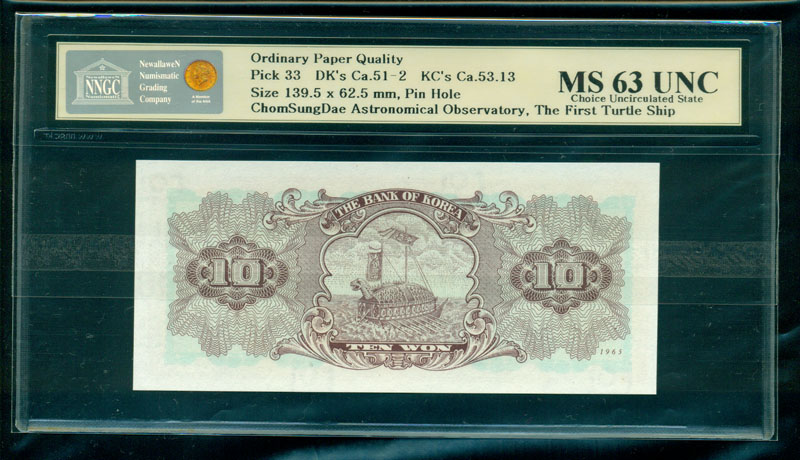 NewallaweN
Numismatic
Grading
Company
NNGC
Ordinary Paper Quality
Pick 33 DK's Ca.51-2 KC's Ca.53.13
Size 139.5 x 62.5 mm, Pin Hole
ChomSungDae Astronomical Observatory, The First Turtle Ship
MS 63 UNC
Choice Uncirculated State
THE BANK OF KOREA
10
10
TEN WON
1963